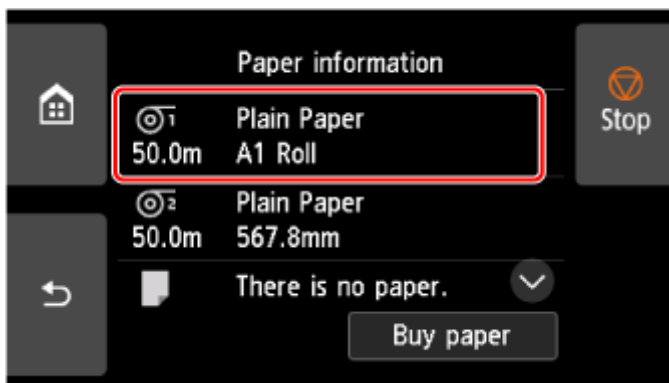 Paper information
1 Plain Paper
50.0m A1 Roll
2 Plain Paper
50.0m 567.8mm
There is no paper.
Buy paper
Stop